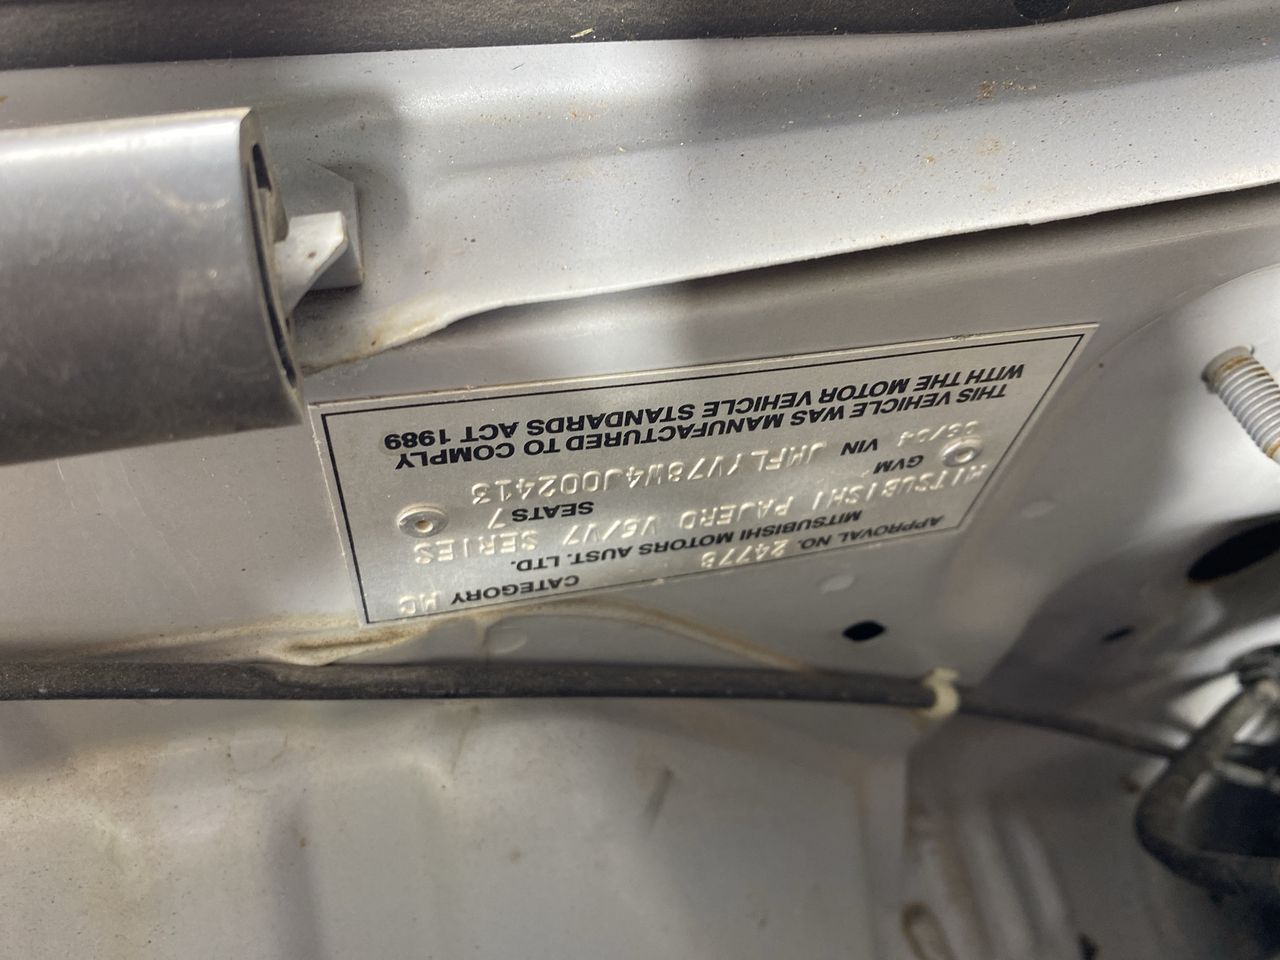 APPROVAL NO. 24778 CATEGORY MC
MITSUBISHI MOTORS AUST. LTD.
MITSUBISHI PAJERO V6/V7 SERIES
GVM SEATS 7
VIN JMFLYV78W4J002413
THIS VEHICLE WAS MANUFACTURED TO COMPLY
WITH THE MOTOR VEHICLE STANDARDS ACT 1989